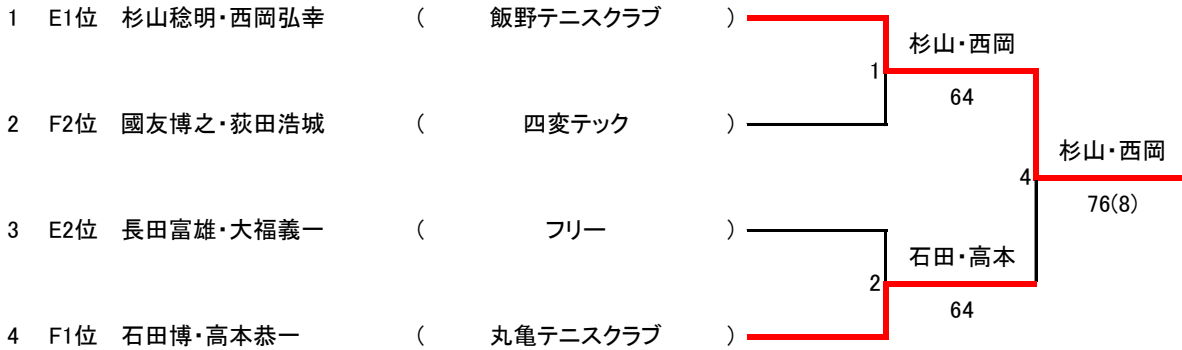 1 E1位 杉山稔明・西岡弘幸 ( 飯野テニスクラブ )
杉山・西岡
1
64
2 F2位 國友博之・荻田浩城 ( 四変テック )
杉山・西岡
4
76(8)
3 E2位 長田富雄・大福義一 ( フリー )
石田・高本
2
64
4 F1位 石田博・高本恭一 ( 丸亀テニスクラブ )